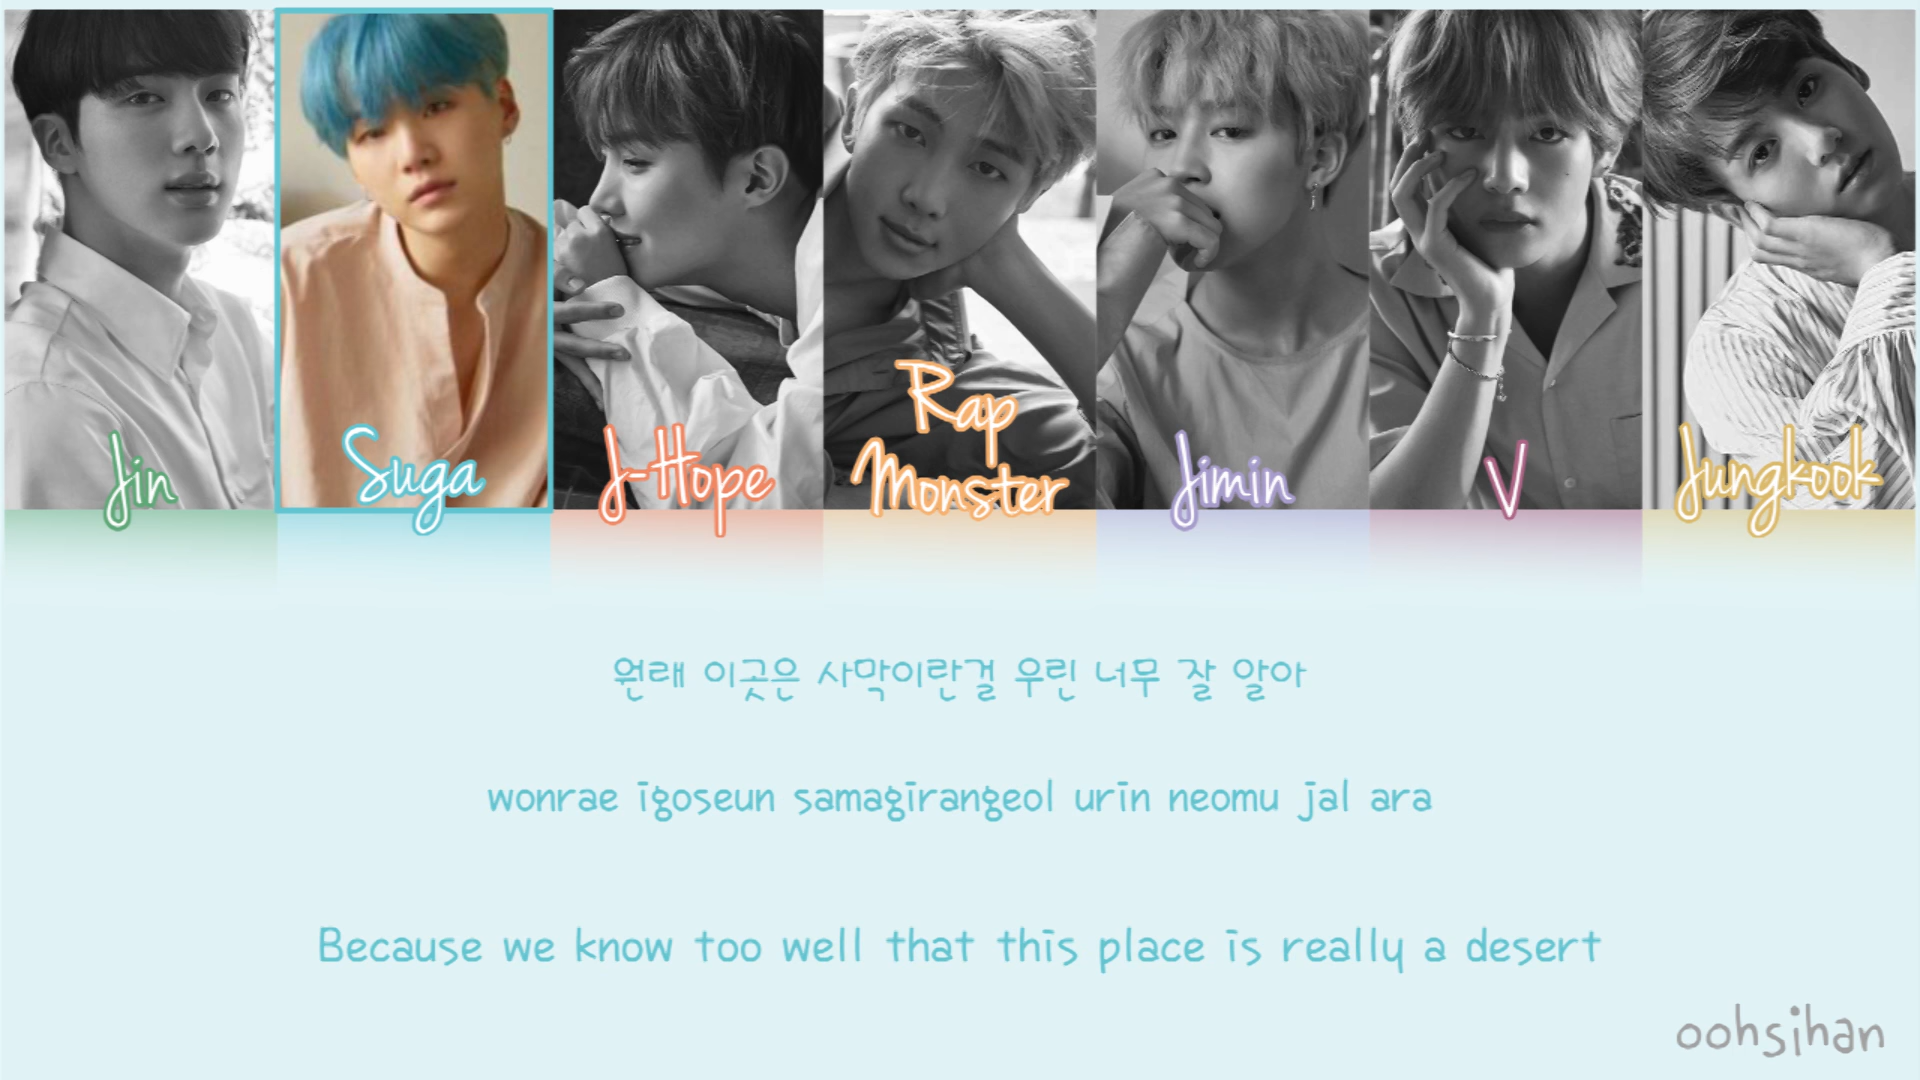 Jin
Suga
J-Hope
Rap
Monster
Jimin
V
Jungkook
원래 이곳은 사막이란걸 우린 너무 잘 알아
wonrae igoseun samagirangeol urin neomu jal ara
Because we know too well that this place is really a desert
oohsihan